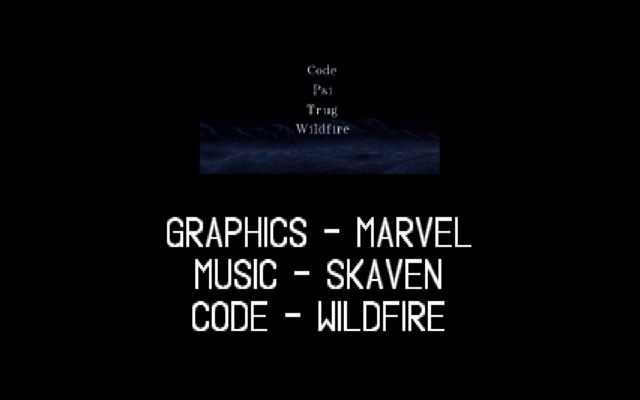 Code
Psi
Trug
Wildfire
GRAPHICS - MARVEL
MUSIC - SKAVEN
CODE - WILDFIRE